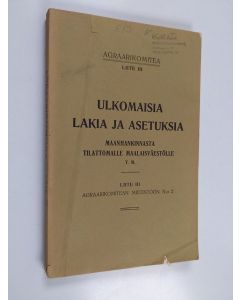 AGRAARIKOMITEA
LIITE III
ULKOMAISIA
LAKIA JA ASETUKSIA
MAANHANKINNASTA
TILATTOMALLE MAALAISVÄESTÖLLE
Y. M.
LIITE III
AGRAARIKOMITEAN MIETINTÖÖN N:o 2